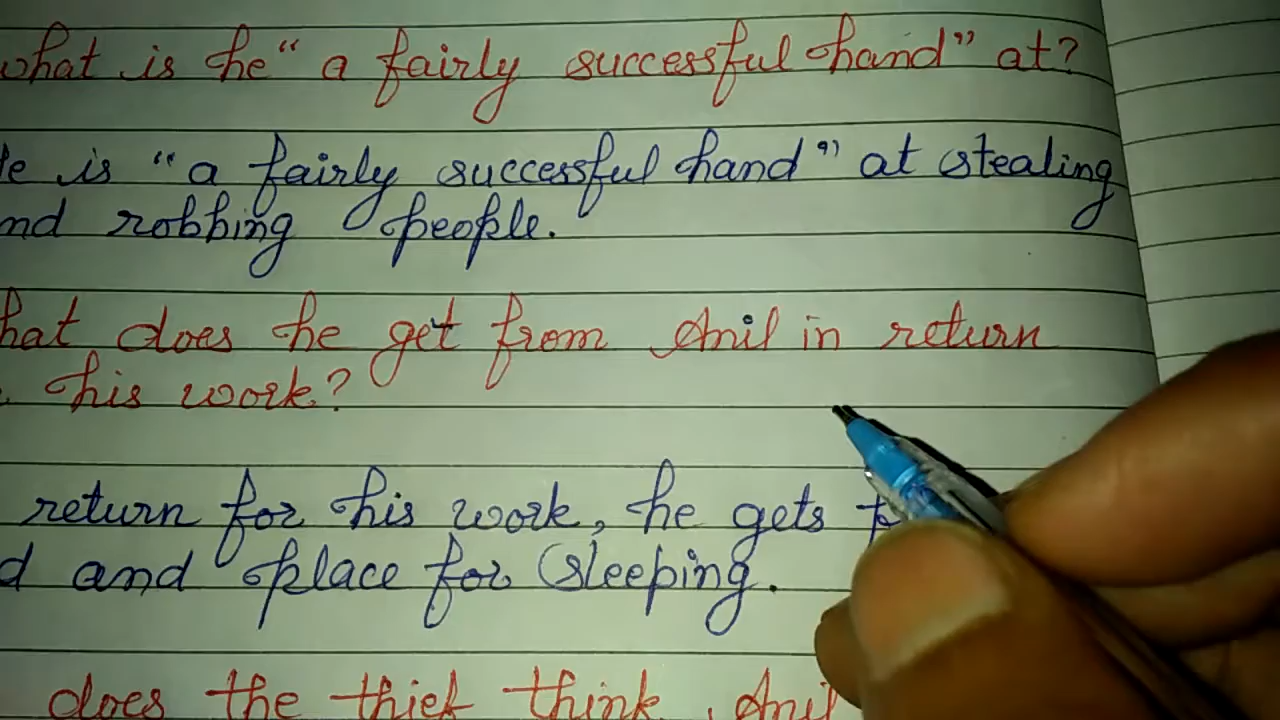 what is he “ a fairly successful hand” at?
He is “ a fairly successful hand” at stealing
and robbing people.
what does he get from Anil in return
his work?
return for his work, he gets
and place for sleeping.
does the thief think Anil